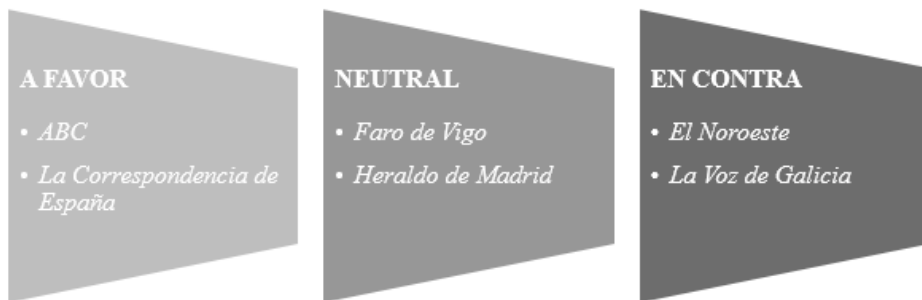 A FAVOR
• ABC
• La Correspondencia de
España
NEUTRAL
• Faro de Vigo
• Heraldo de Madrid
EN CONTRA
• El Noroeste
• La Voz de Galicia